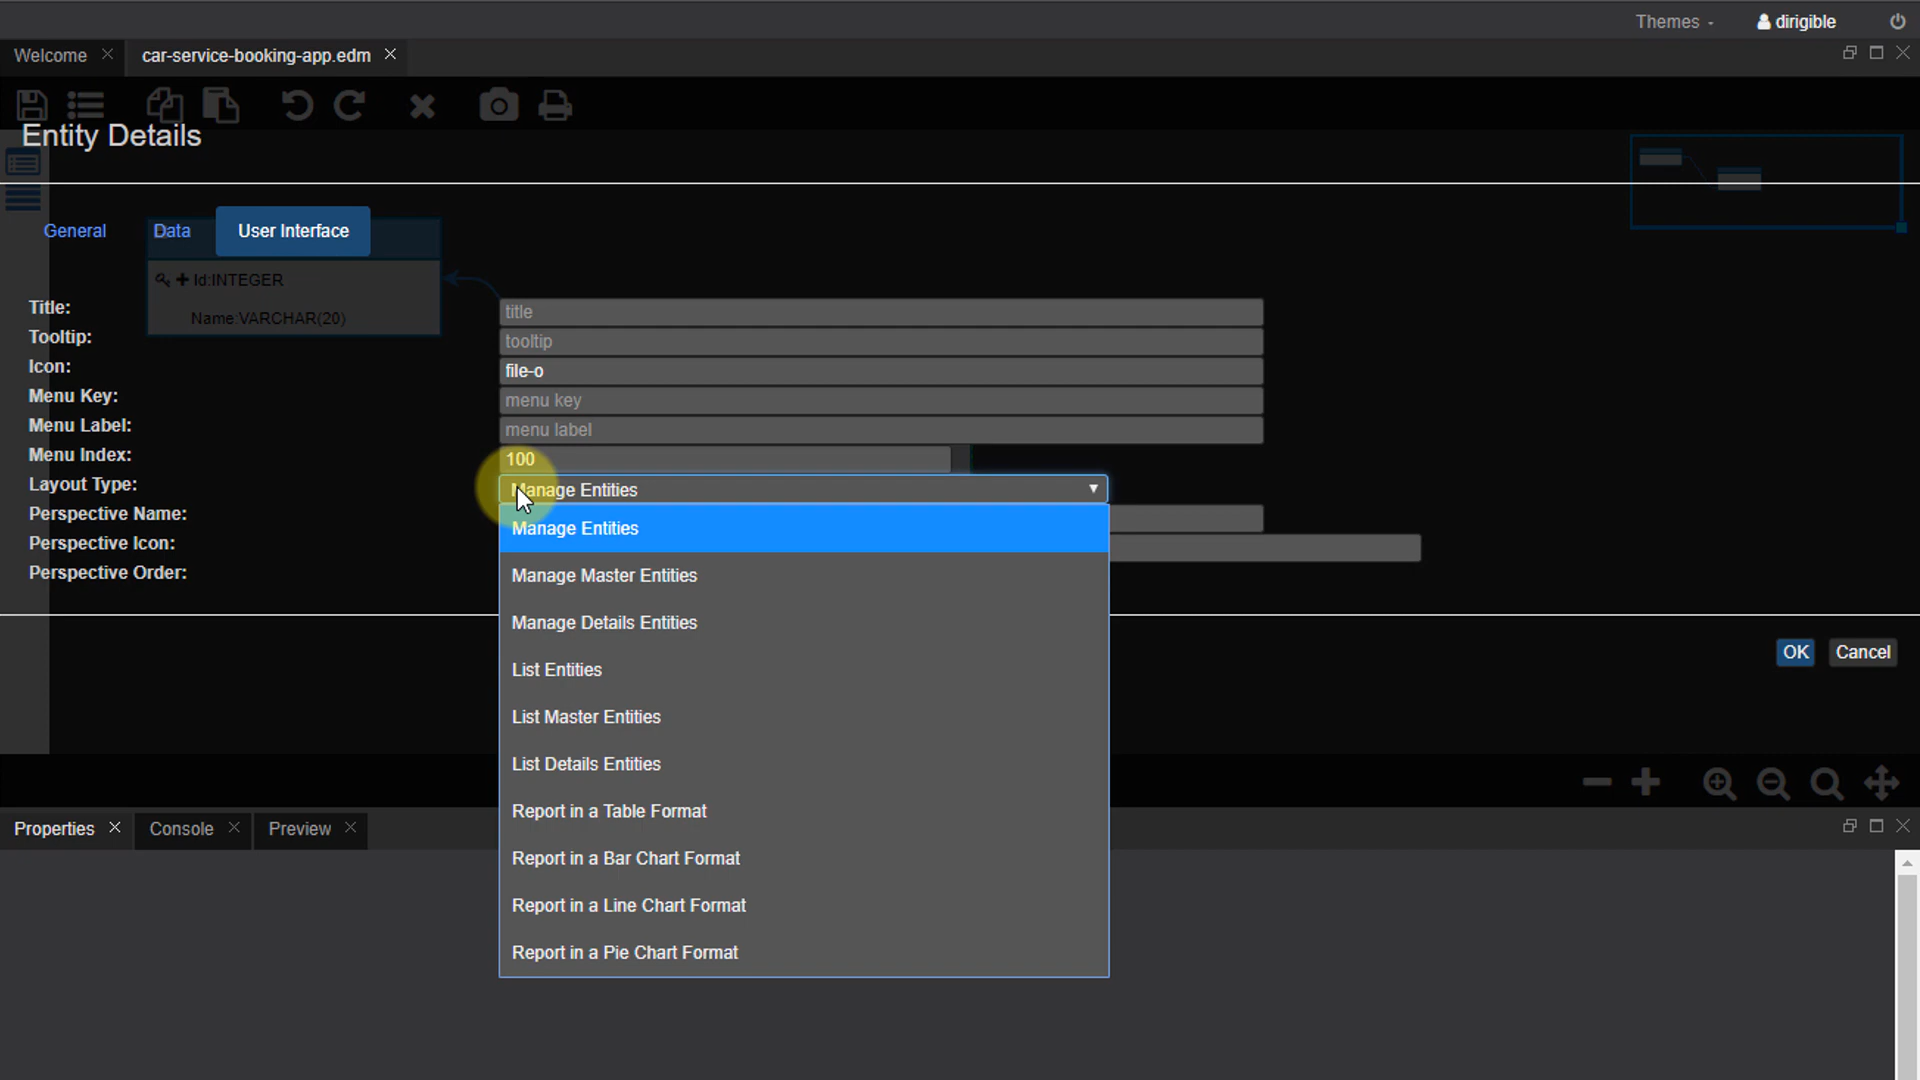 Themes
dirigible
Welcome
car-service-booking-app.edm
Entity Details
General
Data
User Interface
Id:INTEGER
Name:VARCHAR(20)
Title:
title
Tooltip:
tooltip
Icon:
file-o
Menu Key:
menu key
Menu Label:
menu label
Menu Index:
100
Layout Type:
Manage Entities
Perspective Name:
Perspective Icon:
Perspective Order:
Manage Entities
Manage Master Entities
Manage Details Entities
List Entities
List Master Entities
List Details Entities
Report in a Table Format
Report in a Bar Chart Format
Report in a Line Chart Format
Report in a Pie Chart Format
OK
Cancel
Properties
Console
Preview